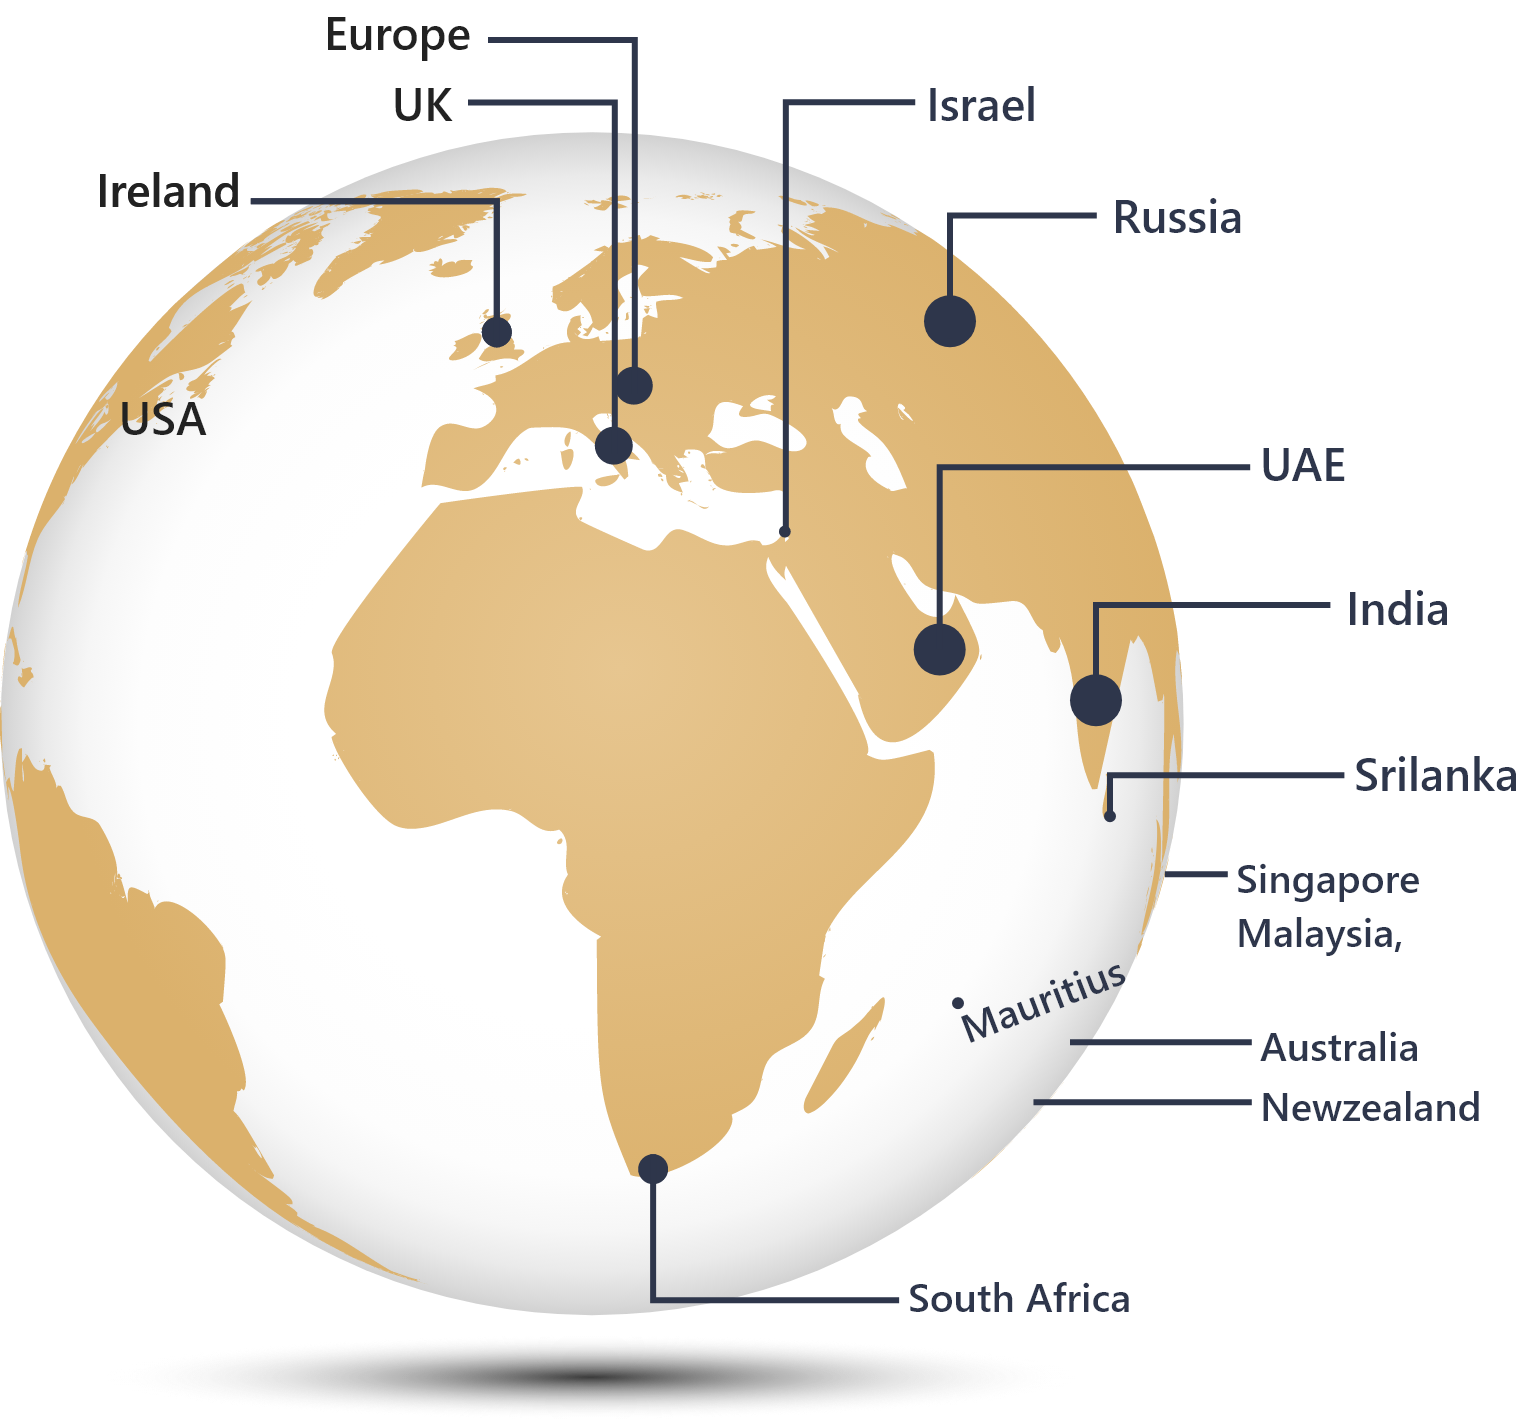 Europe
UK
Israel
Ireland
Russia
USA
UAE
India
Srilanka
Singapore
Malaysia,
Mauritius
Australia
Newzealand
South Africa